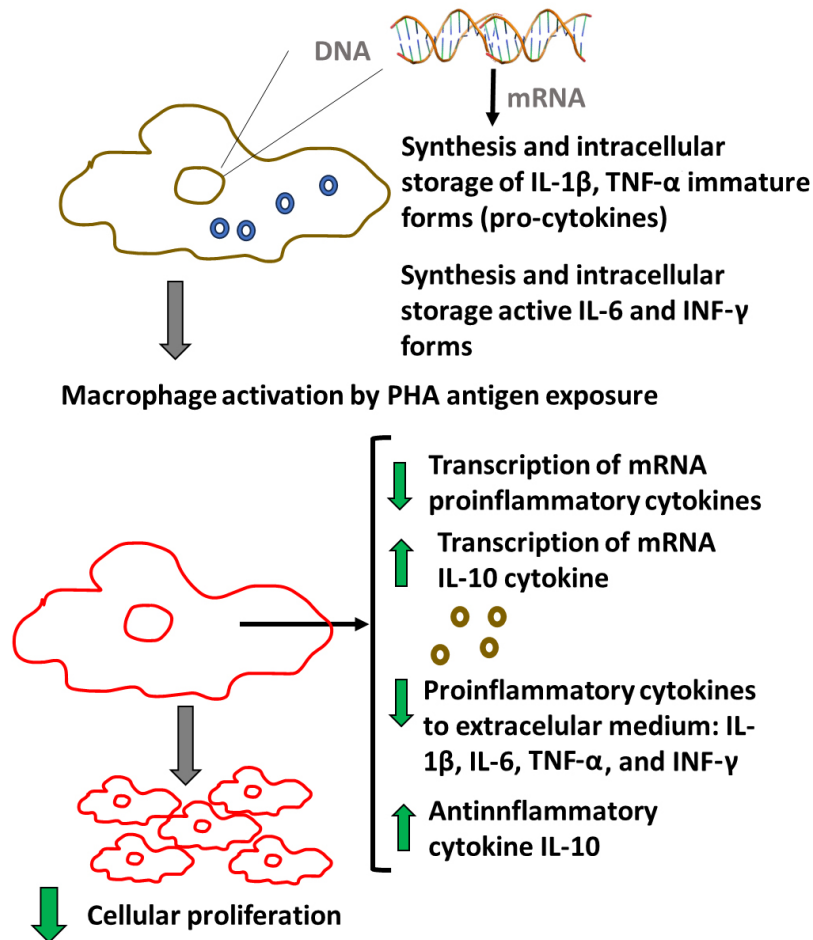 DNA
mRNA
Synthesis and intracellular
storage of IL-1β, TNF-α immature
forms (pro-cytokines)
Synthesis and intracellular
storage active IL-6 and INF-γ
forms
Macrophage activation by PHA antigen exposure
Transcription of mRNA
proinflammatory cytokines
Transcription of mRNA
IL-10 cytokine
Proinflammatory cytokines
to extracelular medium: IL-
1β, IL-6, TNF-α, and INF-γ
Antinnflammatory
cytokine IL-10
Cellular proliferation